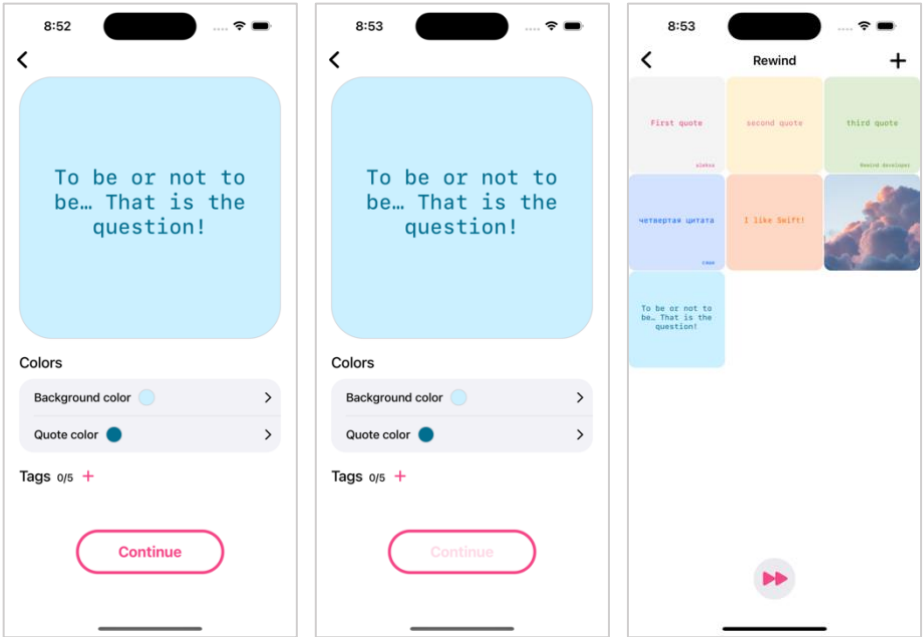 8:52
To be or not to
be… That is the
question!
Colors
Background color
Quote color
Tags 0/5 +
Continue
8:53
To be or not to
be… That is the
question!
Colors
Background color
Quote color
Tags 0/5 +
Continue
8:53
Rewind
First quote
second quote
third quote
Rewind developer
четвертая цитата
I like Swift!
To be or not to
be… That is the
question!